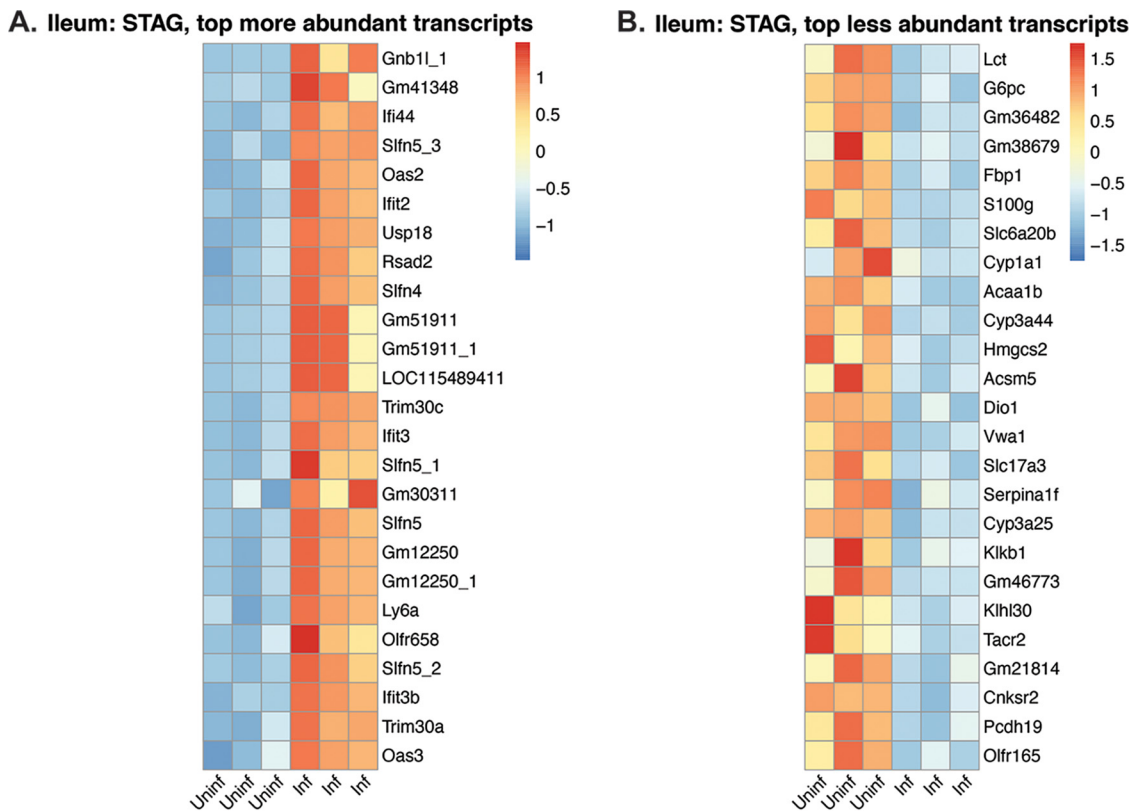 A. Ileum: STAG, top more abundant transcripts
Gnb1l_1
Gm41348
Ifi44
Slfn5_3
Oas2
Ifit2
Usp18
Rsad2
Slfn4
Gm51911
Gm51911_1
LOC115489411
Trim30c
Ifit3
Slfn5_1
Gm30311
Slfn5
Gm12250
Gm12250_1
Ly6a
Olfr658
Slfn5_2
Ifit3b
Trim30a
Oas3
1
0.5
0
−0.5
−1
Uninf
Uninf
Uninf
Inf
Inf
Inf
B. Ileum: STAG, top less abundant transcripts
Lct
G6pc
Gm36482
Gm38679
Fbp1
S100g
Slc6a20b
Cyp1a1
Acaa1b
Cyp3a44
Hmgcs2
Acsm5
Dio1
Vwa1
Slc17a3
Serpina1f
Cyp3a25
Klkb1
Gm46773
Klhl30
Tacr2
Gm21814
Cnksr2
Pcdh19
Olfr165
1.5
1
0.5
0
−0.5
−1
−1.5
Uninf
Uninf
Uninf
Inf
Inf
Inf